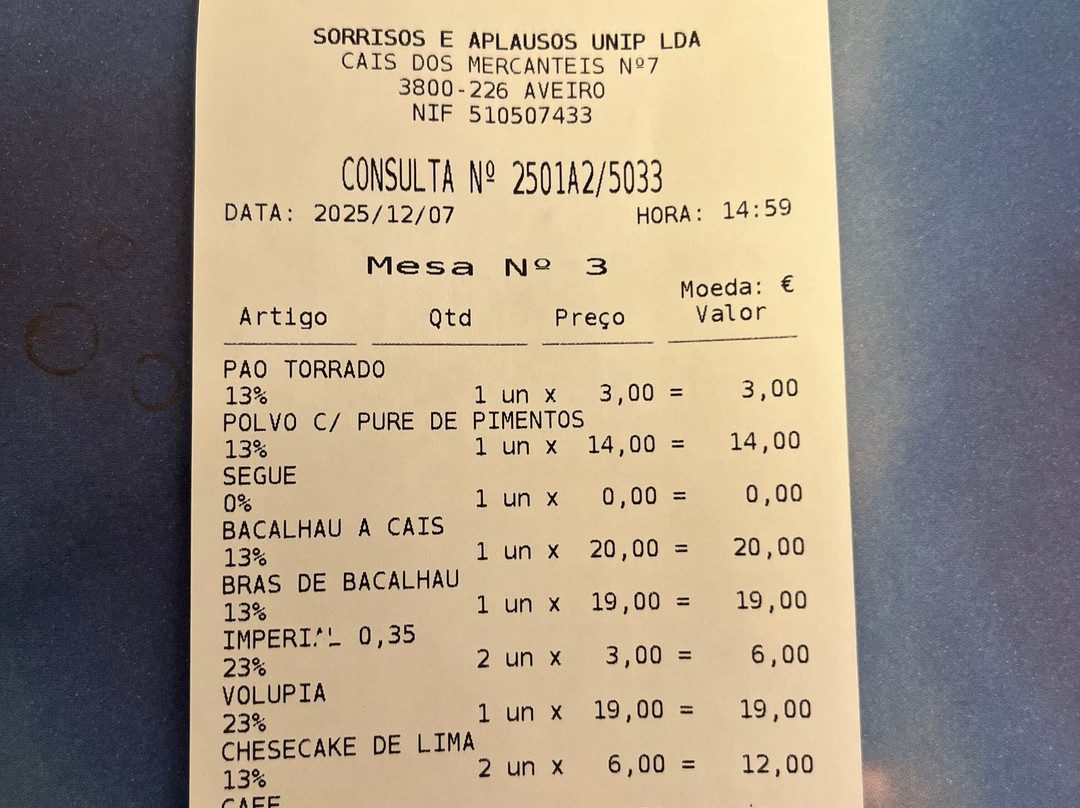 SORRISOS E APLAUSOS UNIP LDA
CAIS DOS MERCANTEIS Nº7
3800-226 AVEIRO
NIF 510507433
CONSULTA Nº 2501A2/5033
DATA: 2025/12/07 HORA: 14:59
Mesa Nº 3
Moeda: €
Artigo Qtd Preço Valor
PAO TORRADO
13% 1 un x 3,00 = 3,00
POLVO C/ PURE DE PIMENTOS
13% 1 un x 14,00 = 14,00
SEGUE
0% 1 un x 0,00 = 0,00
BACALHAU A CAIS
13% 1 un x 20,00 = 20,00
BRAS DE BACALHAU
13% 1 un x 19,00 = 19,00
IMPERIAL 0,35
23% 2 un x 3,00 = 6,00
VOLUPIA
23% 1 un x 19,00 = 19,00
CHESECAKE DE LIMA
13% 2 un x 6,00 = 12,00
CAFE